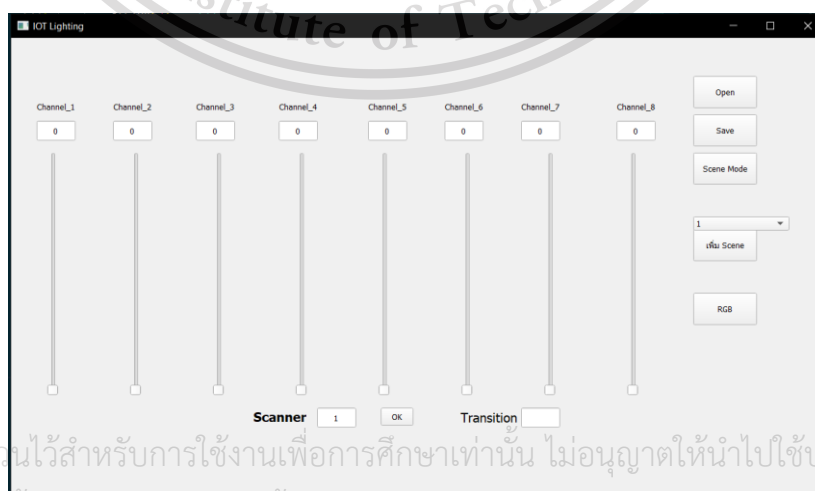 stitute of Tec
IOT Lighting
Channel_1 Channel_2 Channel_3 Channel_4 Channel_5 Channel_6 Channel_7 Channel_8
0 0 0 0 0 0 0 0
Open
Save
Scene Mode
1
เพิ่ม Scene
RGB
Scanner 1 OK Transition
วนไว้สำหรับการใช้งานเพื่อการศึกษาเท่านั้น ไม่อนุญาตให้นำไปใช้ป